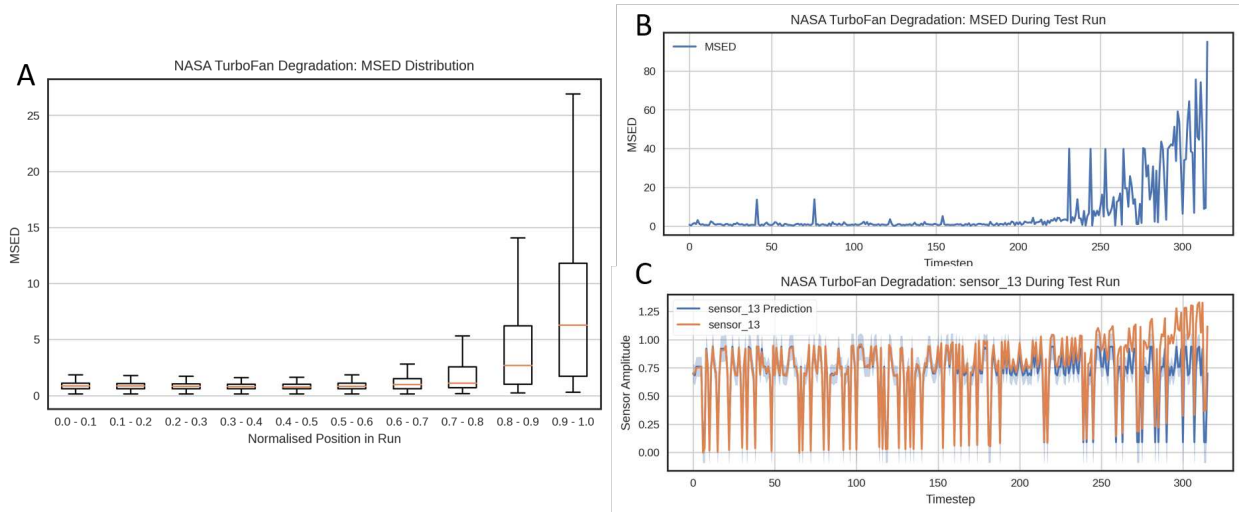 A
NASA TurboFan Degradation: MSED Distribution
MSED
25
20
15
10
5
0
0.0 - 0.1 0.1 - 0.2 0.2 - 0.3 0.3 - 0.4 0.4 - 0.5 0.5 - 0.6 0.6 - 0.7 0.7 - 0.8 0.8 - 0.9 0.9 - 1.0
Normalised Position in Run
B
NASA TurboFan Degradation: MSED During Test Run
MSED
MSED
80
60
40
20
0
0 50 100 150 200 250 300
Timestep
C
NASA TurboFan Degradation: sensor_13 During Test Run
sensor_13 Prediction
sensor_13
Sensor Amplitude
1.25
1.00
0.75
0.50
0.25
0.00
0 50 100 150 200 250 300
Timestep